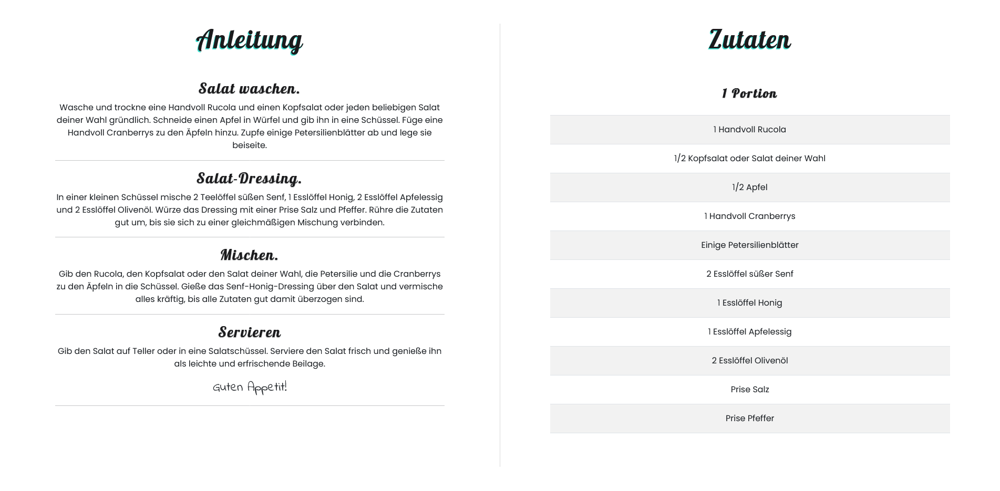 Anleitung
Salat waschen.
Wasche und trockne eine Handvoll Rucola und einen Kopfsalat oder jeden beliebigen Salat
deiner Wahl gründlich. Schneide einen Apfel in Würfel und gib ihn in eine Schüssel. Füge eine
Handvoll Cranberrys zu den Äpfeln hinzu. Zupfe einige Petersilienblätter ab und lege sie
beiseite.
Salat-Dressing.
In einer kleinen Schüssel mische 2 Teelöffel süßen Senf, 1 Esslöffel Honig, 2 Esslöffel Apfelessig
und 2 Esslöffel Olivenöl. Würze das Dressing mit einer Prise Salz und Pfeffer. Rühre die Zutaten
gut um, bis sie sich zu einer gleichmäßigen Mischung verbinden.
Mischen.
Gib den Rucola, den Kopfsalat oder den Salat deiner Wahl, die Petersilie und die Cranberrys
zu den Äpfeln in die Schüssel. Gieße das Senf-Honig-Dressing über den Salat und vermische
alles kräftig, bis alle Zutaten gut damit überzogen sind.
Servieren
Gib den Salat auf Teller oder in eine Salatschüssel. Serviere den Salat frisch und genieße ihn
als leichte und erfrischende Beilage.
Guten Appetit!
Zutaten
1 Portion
1 Handvoll Rucola
1/2 Kopfsalat oder Salat deiner Wahl
1/2 Apfel
1 Handvoll Cranberrys
Einige Petersilienblätter
2 Esslöffel süßer Senf
1 Esslöffel Honig
1 Esslöffel Apfelessig
2 Esslöffel Olivenöl
Prise Salz
Prise Pfeffer